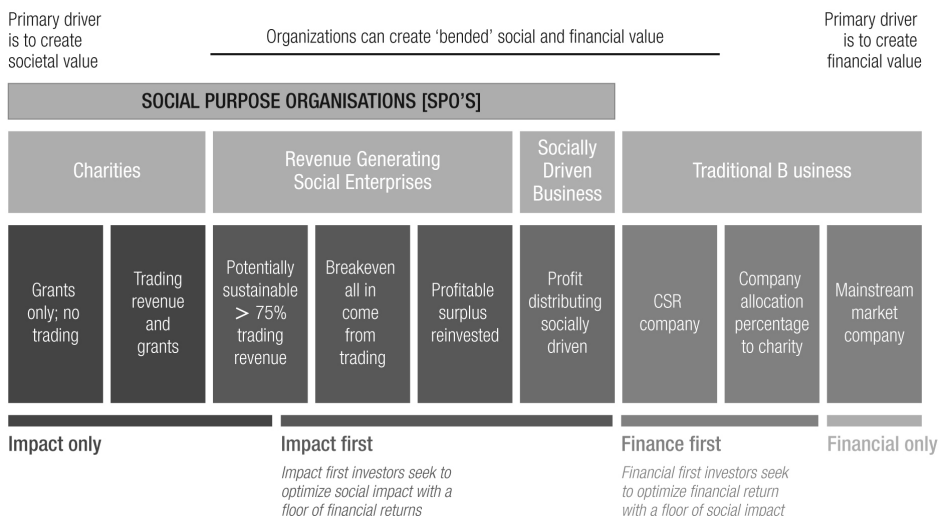 Primary driver
is to create
societal value
Organizations can create ‘bended’ social and financial value
Primary driver
is to create
financial value
SOCIAL PURPOSE ORGANISATIONS [SPO'S]
Charities
Revenue Generating
Social Enterprises
Socially
Driven
Business
Traditional B usiness
Grants
only; no
trading
Trading
revenue
and
grants
Potentially
sustainable
> 75%
trading
revenue
Breakeven
all in
come
from
trading
Profitable
surplus
reinvested
Profit
distributing
socially
driven
CSR
company
Company
allocation
percentage
to charity
Mainstream
market
company
Impact only
Impact first
Impact first investors seek to
optimize social impact with a
floor of financial returns
Finance first
Financial first investors seek
to optimize financial return
with a floor of social impact
Financial only